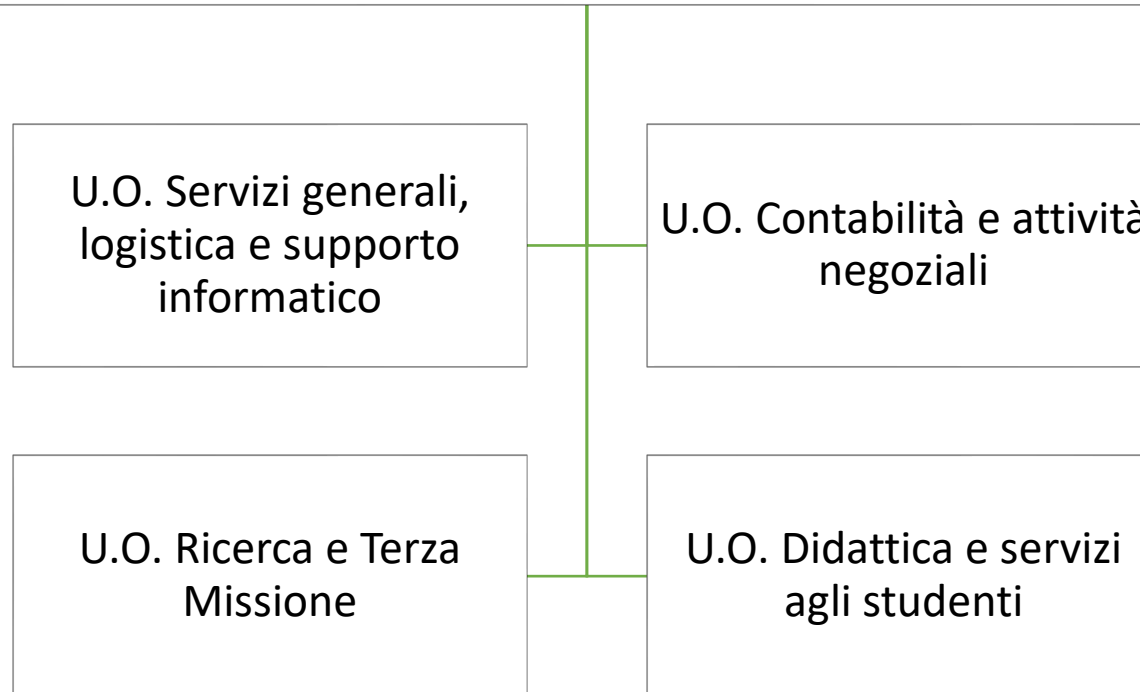 U.O. Servizi generali,
logistica e supporto
informatico
U.O. Contabilità e attività
negoziali
U.O. Ricerca e Terza
Missione
U.O. Didattica e servizi
agli studenti